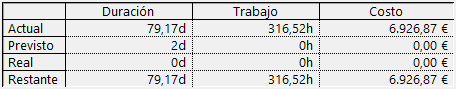 Duración Trabajo Costo
Actual 79,17d 316,52h 6.926,87 €
Previsto 2d 0h 0,00 €
Real 0d 0h 0,00 €
Restante 79,17d 316,52h 6.926,87 €